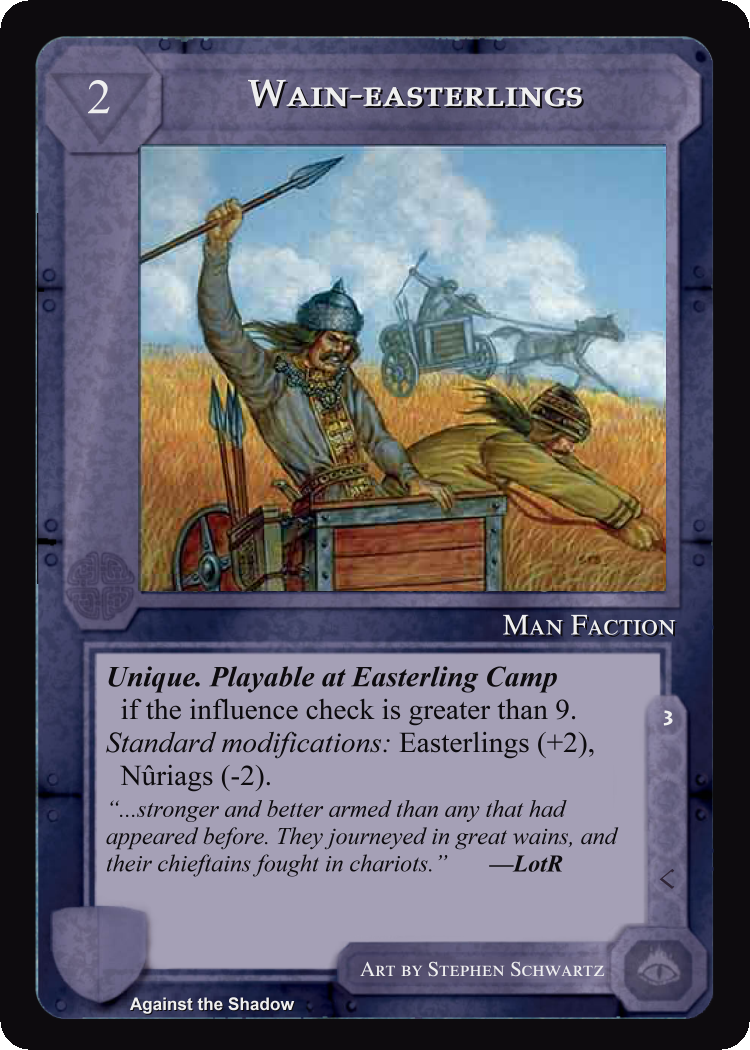 2
Wain-easterlings
Man Faction
Unique. Playable at Easterling Camp
if the influence check is greater than 9.
Standard modifications: Easterlings (+2),
Nûriags (-2).
“...stronger and better armed than any that had
appeared before. They journeyed in great wains, and
their chieftains fought in chariots.” —LotR
3
<
Art by Stephen Schwartz
Against the Shadow